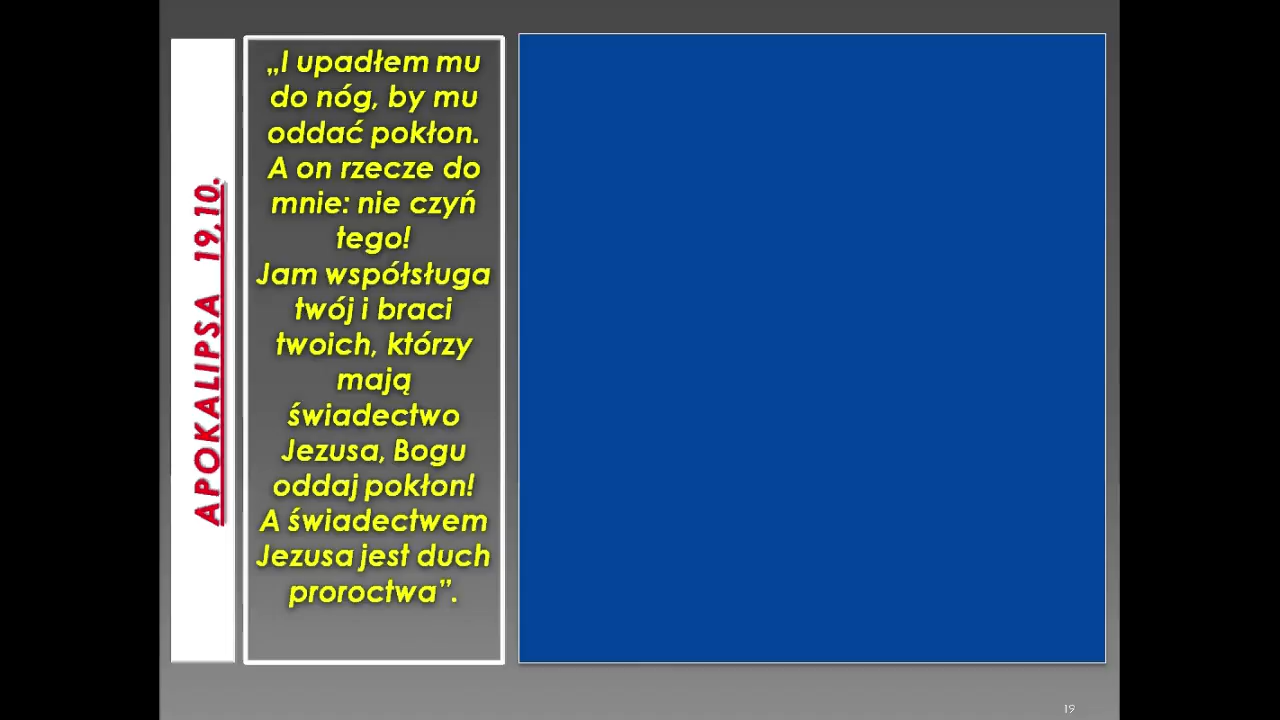 APOKALIPSA 19,10.
„I upadłem mu
do nóg, by mu
oddać pokłon.
A on rzecze do
mnie: nie czyń
tego!
Jam współsługa
twój i braci
twoich, którzy
mają
świadectwo
Jezusa, Bogu
oddaj pokłon!
A świadectwem
Jezusa jest duch
proroctwa”.
19